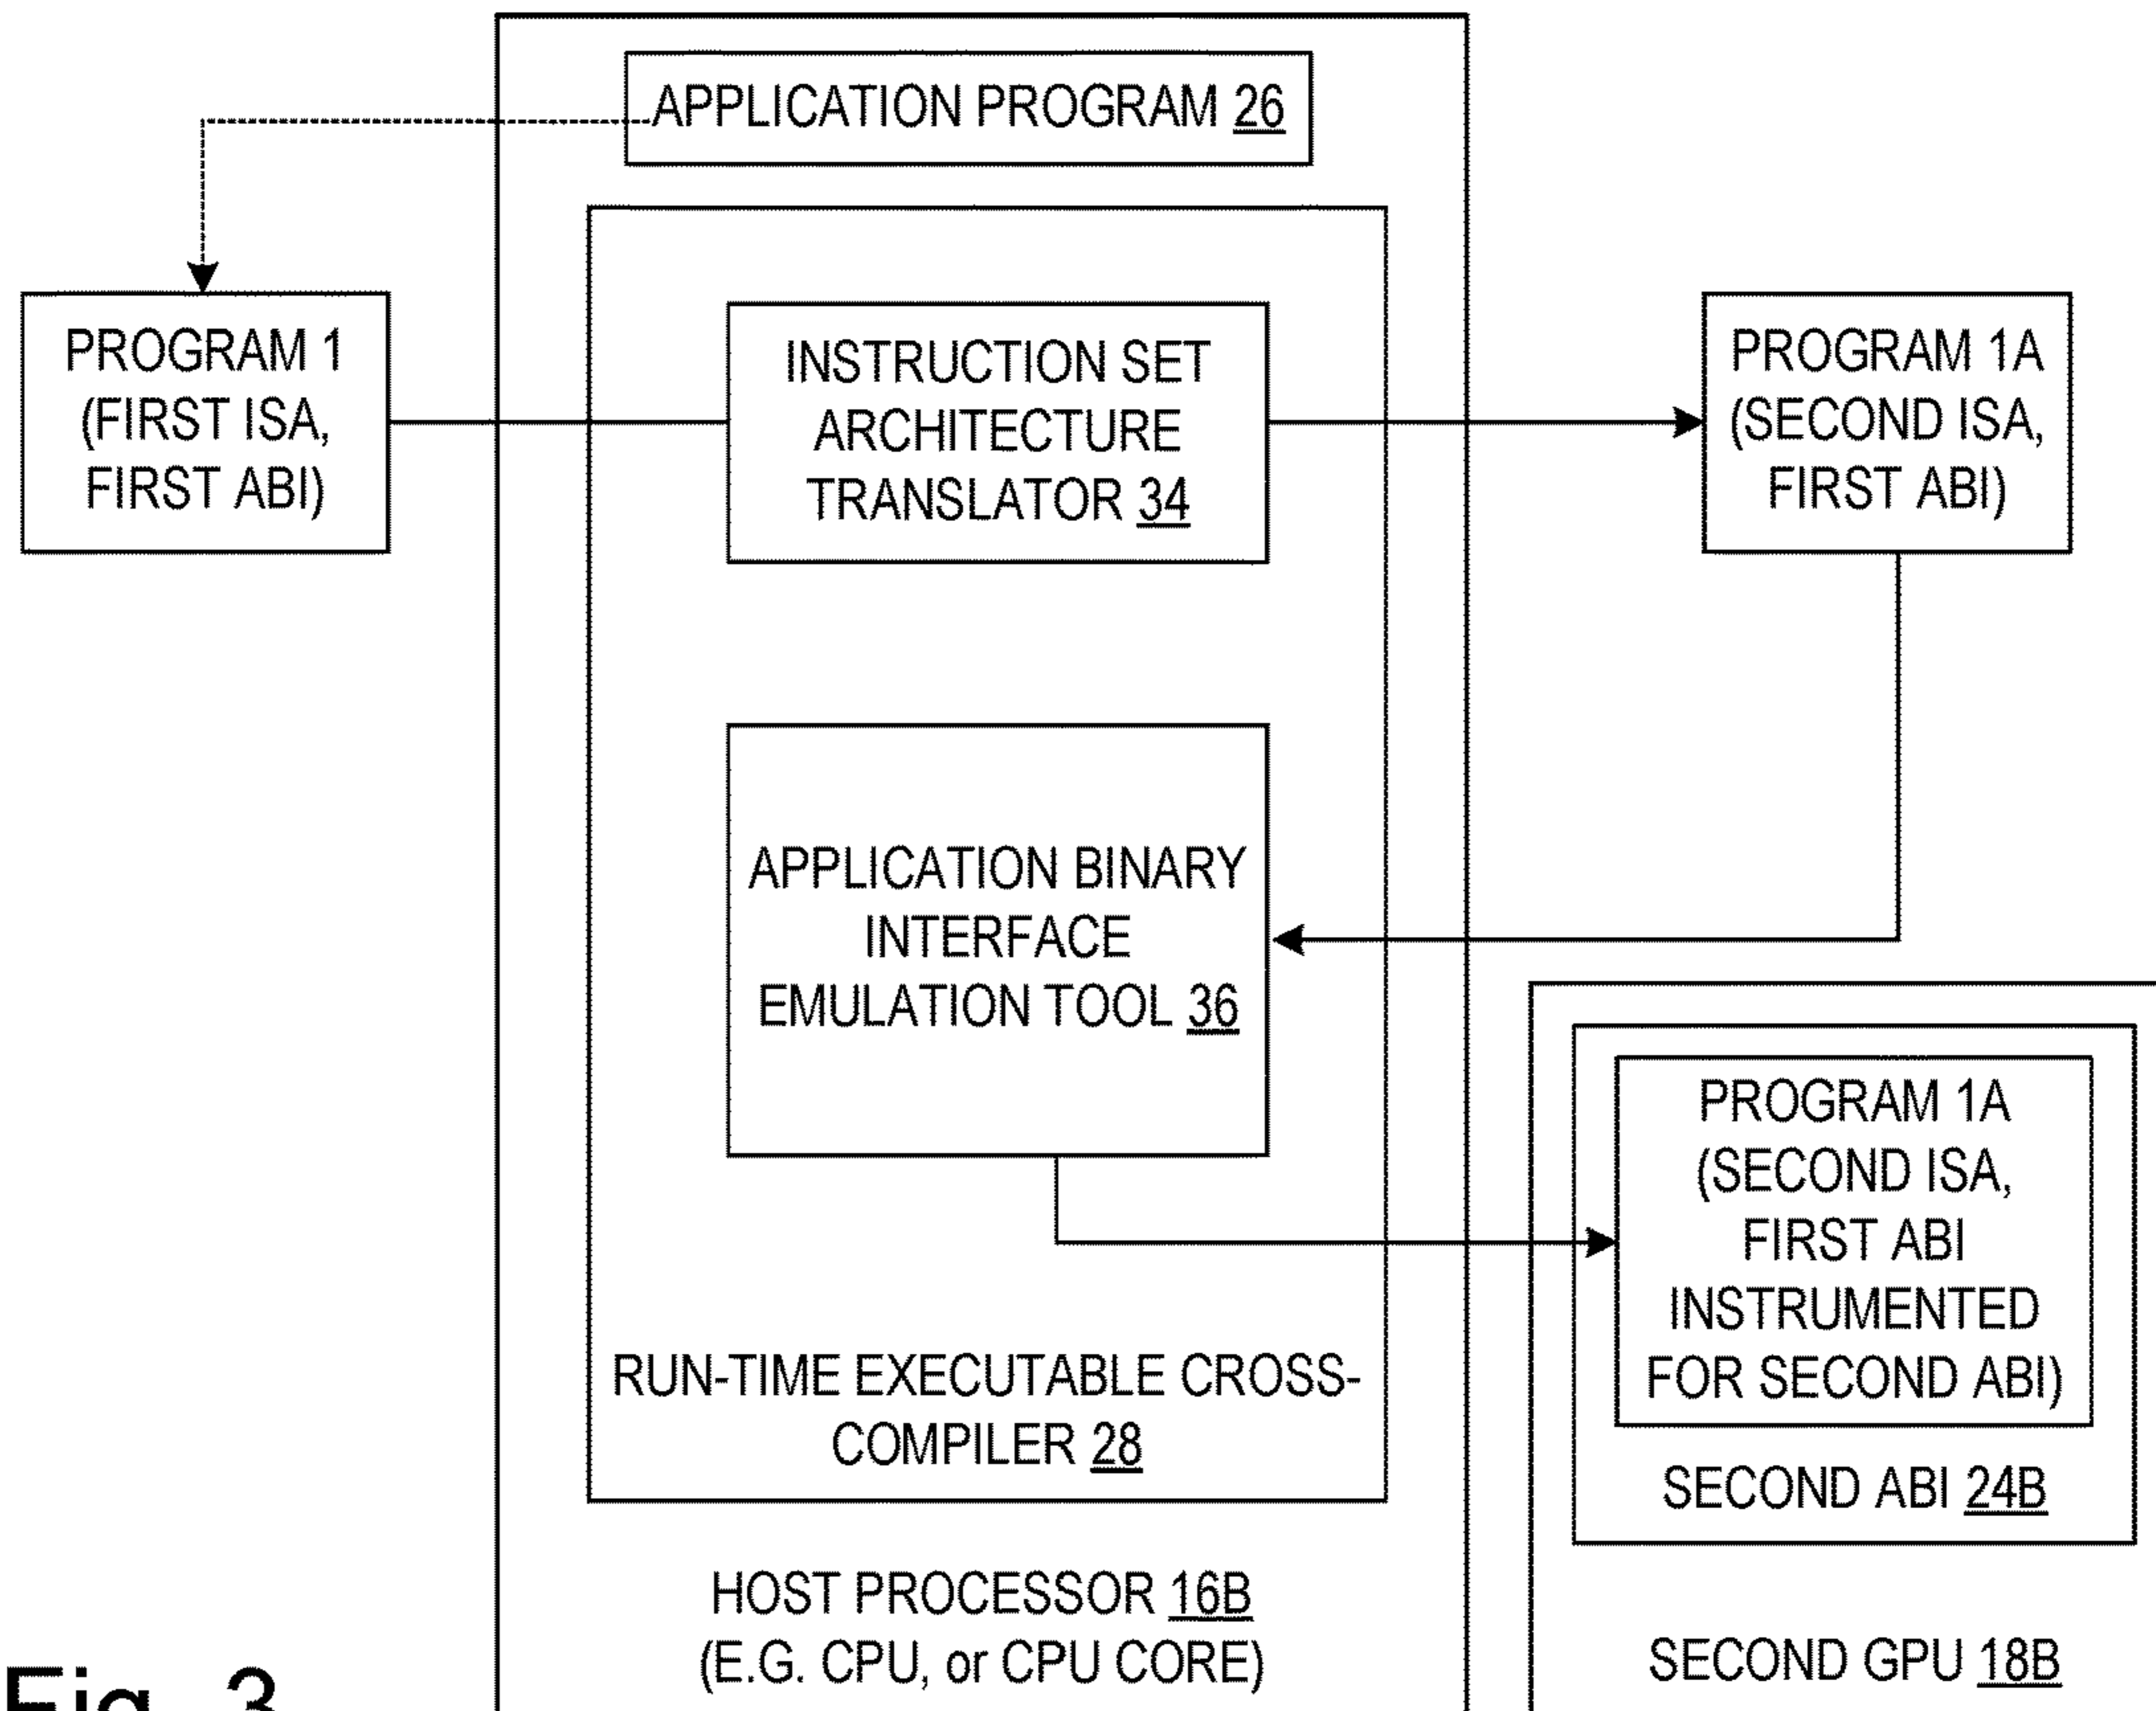 APPLICATION PROGRAM 26
PROGRAM 1
(FIRST ISA,
FIRST ABI)
INSTRUCTION SET
ARCHITECTURE
TRANSLATOR 34
PROGRAM 1A
(SECOND ISA,
FIRST ABI)
APPLICATION BINARY
INTERFACE
EMULATION TOOL 36
PROGRAM 1A
(SECOND ISA,
FIRST ABI
INSTRUMENTED
FOR SECOND ABI)
RUN-TIME EXECUTABLE CROSS-
COMPILER 28
SECOND ABI 24B
HOST PROCESSOR 16B
(E.G. CPU, or CPU CORE)
SECOND GPU 18B
Fig. 3